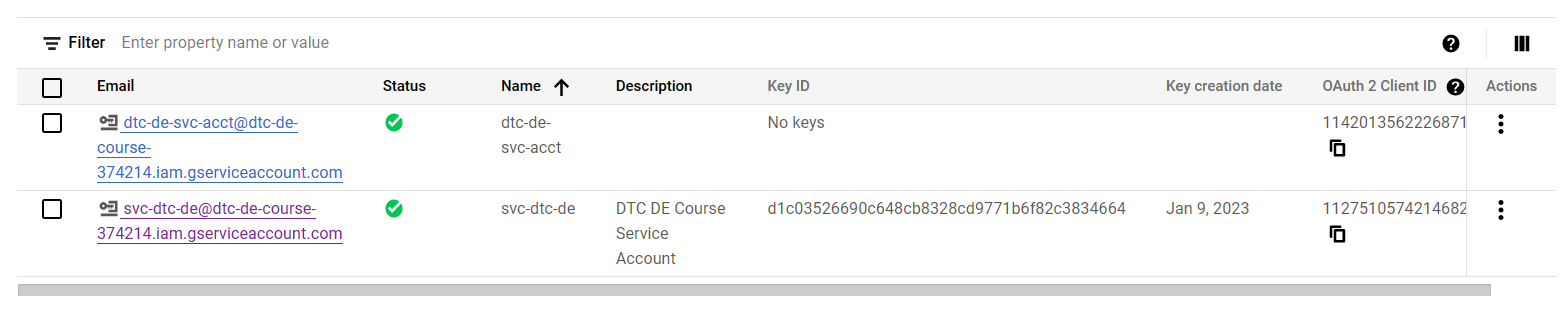 Filter Enter property name or value
Email Status Name Description Key ID Key creation date OAuth 2 Client ID Actions
dtc-de-svc-acct@dtc-de- dtc-de- No keys 1142013562226871
course- svc-acct
374214.iam.gserviceaccount.com
svc-dtc-de@dtc-de-course- svc-dtc-de DTC DE Course d1c03526690c648cb8328cd9771b6f82c3834664 Jan 9, 2023 1127510574214682
374214.iam.gserviceaccount.com Service
Account